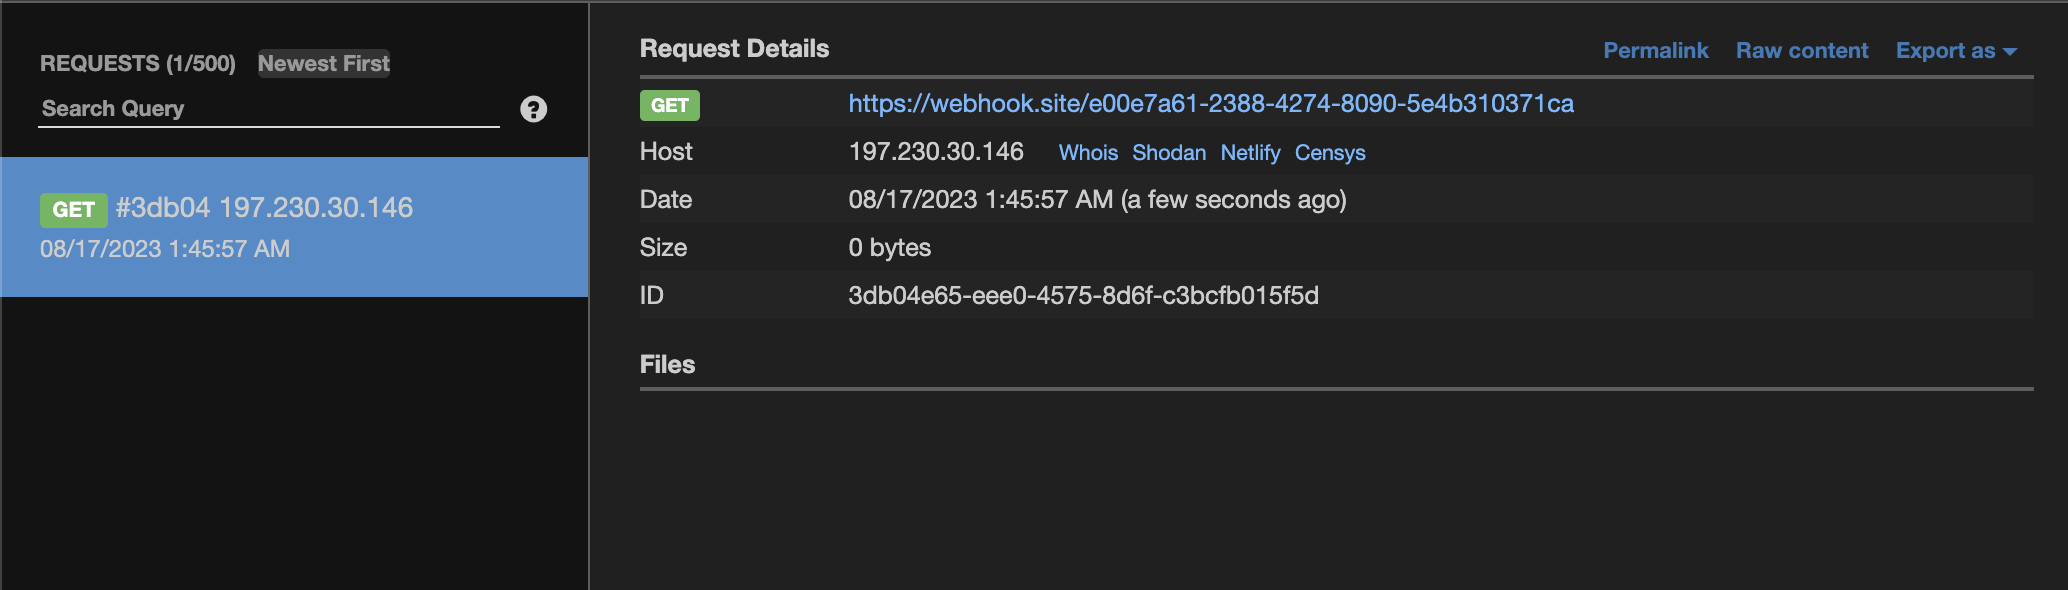 REQUESTS (1/500) Newest First
Search Query ?
GET #3db04 197.230.30.146
08/17/2023 1:45:57 AM
Request Details Permalink Raw content Export as
GET https://webhook.site/e00e7a61-2388-4274-8090-5e4b310371ca
Host 197.230.30.146 Whois Shodan Netlify Censys
Date 08/17/2023 1:45:57 AM (a few seconds ago)
Size 0 bytes
ID 3db04e65-eee0-4575-8d6f-c3bcfb015f5d
Files